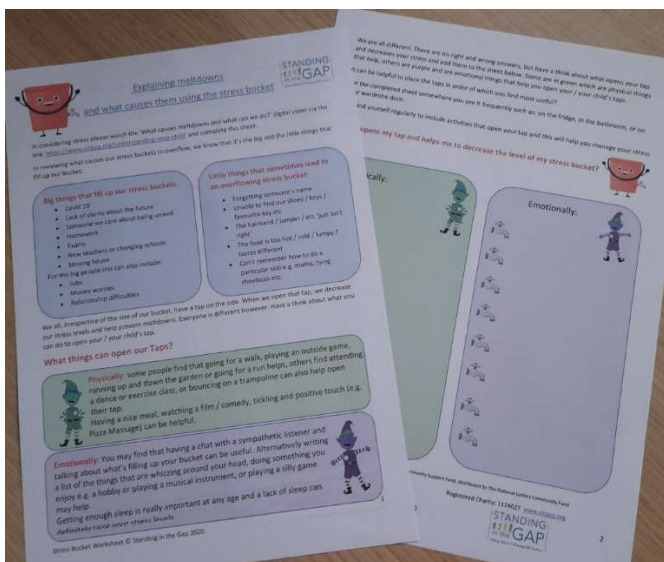 Explaining meltdowns
and what causes them using the stress bucket
STANDING
in the GAP
In considering stress please watch the 'what causes meltdowns and what can we do?' digital video via the
link: and complete this sheet.
In reviewing what causes our stress buckets to overflow, we know that it's the big and the little things that
fill up our bucket.
Big things that fill up our stress buckets:
Covid 19
Lack of clarity about the future
Someone we care about being unwell
Homework
Exams
New teachers or changing schools
Moving house
For the big people this can also include:
Jobs
Money worries
Relationship difficulties
Little things that sometimes lead to
an overflowing stress bucket:
Forgetting someone's name
Unable to find our shoes / keys /
favourite toy etc
The hairband / jumper / etc 'just isn't
right'
The food is too hot / cold / lumpy /
tastes different
Can't remember how to do a
particular skill e.g. maths, tying
shoelaces etc.
We all, irrespective of the size of our bucket, have a tap on the side. When we open that tap, we decrease
our stress levels and help prevent meltdowns. Everyone is different however. Have a think about what you
can do to open your / your child's tap.
What things can open our Taps?
Physically: some people find that going for a walk, playing an outside game,
running up and down the garden or going for a run helps, others find attending
a dance or exercise class, or bouncing on a trampoline can also help open
their tap.
Having a nice meal, watching a film / comedy, tickling and positive touch (e.g.
Pizza Massage) can be helpful.
Emotionally: You may find that having a chat with a sympathetic listener and
talking about what's filling up your bucket can be useful. Alternatively writing
a list of the things that are whizzing around your head, doing something you
enjoy e.g. a hobby or playing a musical instrument, or playing a silly game
may help.
Getting enough sleep is really important at any age and a lack of sleep can
definitely raise your stress levels.
1
Stress Bucket Worksheet © Standing in the Gap 2020
We are all different. There are no right and wrong answers, but have a think about what opens your tap
and decreases your stress and add them to the sheet below. Some are in green which are physical things
that help, others are purple and are emotional things that help you open your / your child's taps.
It can be helpful to place the taps in order of which you find most useful?
the completed sheet somewhere you see it frequently such as: on the fridge, in the bathroom, or on
wardrobe door.
yourself regularly to include activities that open your tap and this will help you manage your stress
opens my tap and helps me to decrease the level of my stress bucket?
Emotionally:
Community Support Fund, distributed by The National Lottery Community Fund
Registered Charity: 1124627 www.sitgap.org
STANDING
in the GAP
2